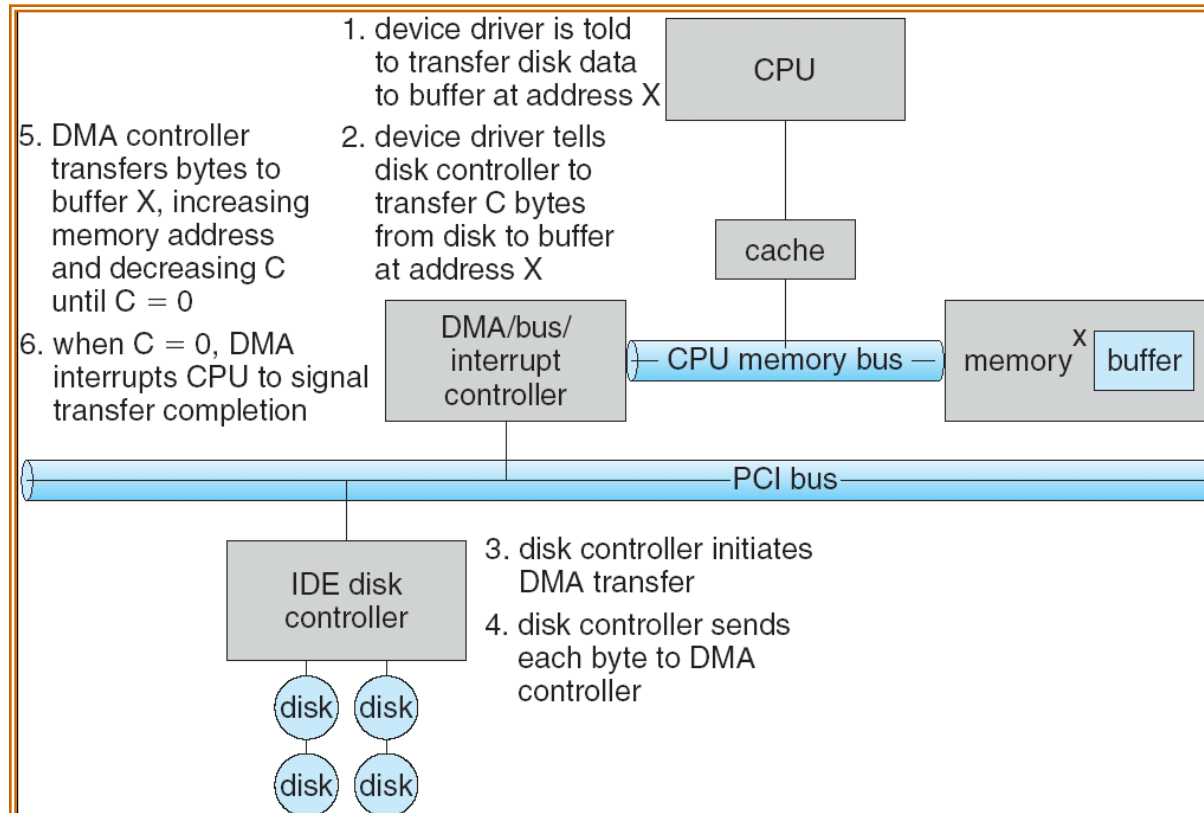 1. device driver is told
to transfer disk data
to buffer at address X
CPU
5. DMA controller
transfers bytes to
buffer X, increasing
memory address
and decreasing C
until C = 0
2. device driver tells
disk controller to
transfer C bytes
from disk to buffer
at address X
cache
6. when C = 0, DMA
interrupts CPU to signal
transfer completion
DMA/bus/
interrupt
controller
CPU memory bus
memory
x
buffer
PCI bus
IDE disk
controller
3. disk controller initiates
DMA transfer
4. disk controller sends
each byte to DMA
controller
disk
disk
disk
disk